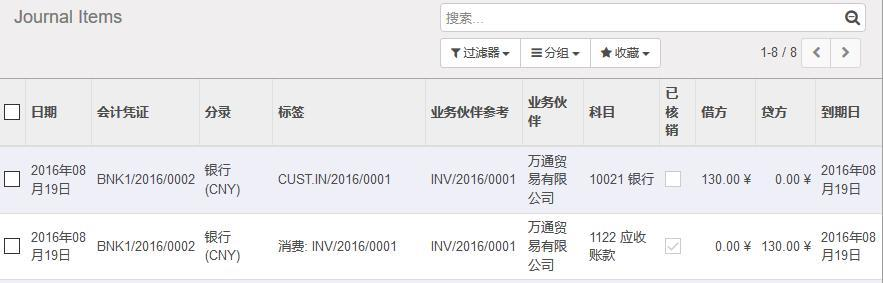 Journal Items
搜索...
过滤器 分组 收藏 1-8 / 8
日期 会计凭证 分录 标签 业务伙伴参考 业务伙伴 科目 已核销 借方 贷方 到期日
2016年08月19日 BNK1/2016/0002 银行(CNY) CUST.IN/2016/0001 INV/2016/0001 万通贸易有限公司 10021 银行 130.00 ¥ 0.00 ¥ 2016年08月19日
2016年08月19日 BNK1/2016/0002 银行(CNY) 消费: INV/2016/0001 INV/2016/0001 万通贸易有限公司 1122 应收账款 0.00 ¥ 130.00 ¥ 2016年08月19日